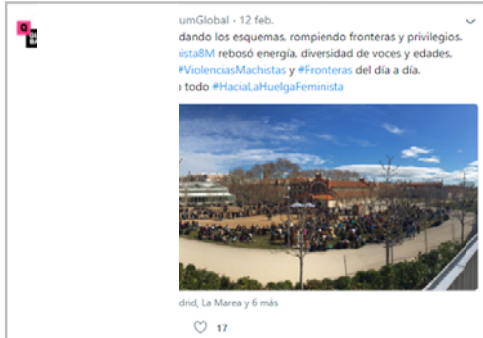 umGlobal · 12 feb.
dando los esquemas, rompiendo fronteras y privilegios.
ista8M rebosó energía, diversidad de voces y edades.
#ViolenciasMachistas y #Fronteras del día a día.
todo #HaciaLaHuelgaFeminista
drid, La Marea y 6 más
17